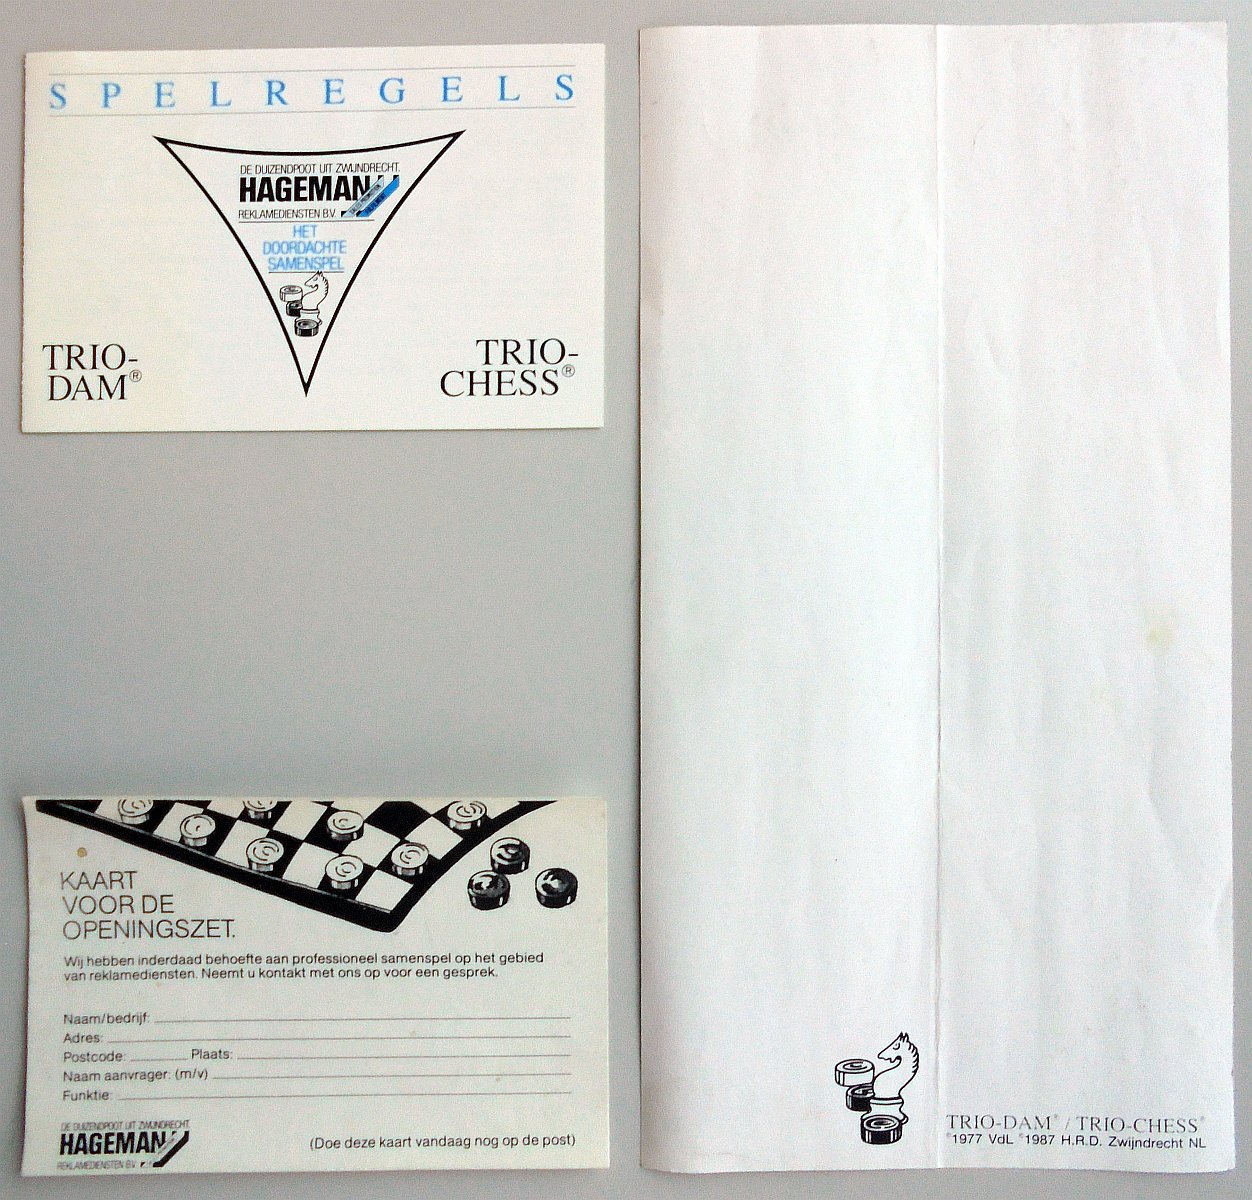 SPELREGELS
DE DUIZENDPOOT UIT ZWIJNDRECHT.
HAGEMAN
REKLAMEDIENSTEN B.V.
HET
DOORDACHTE
SAMENSPEL
TRIO-
DAM®
TRIO-
CHESS®
KAART
VOOR DE
OPENINGSZET.
Wij hebben inderdaad behoefte aan professioneel samenspel op het gebied
van reklamediensten. Neemt u kontakt met ons op voor een gesprek.
Naam/bedrijf:
Adres:
Postcode: Plaats:
Naam aanvrager: (m/v)
Funktie:
DE DUIZENDPOOT UIT ZWIJNDRECHT.
HAGEMAN
REKLAMEDIENSTEN B.V.
(Doe deze kaart vandaag nog op de post)
TRIO-DAM® / TRIO-CHESS®
©1977 VdL ©1987 H.R.D. Zwijndrecht NL